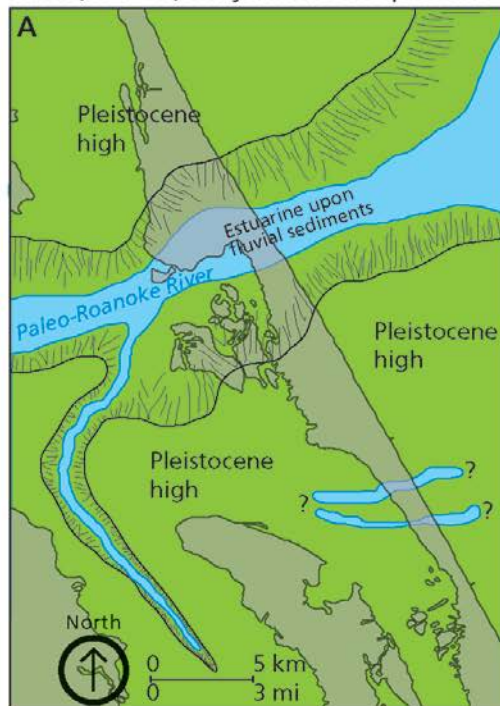 A
Pleistocene
high
Estuarine upon
fluvial sediments
Paleo-Roanoke River
Pleistocene
high
Pleistocene
high
?
?
?
?
North
0 5 km
0 3 mi